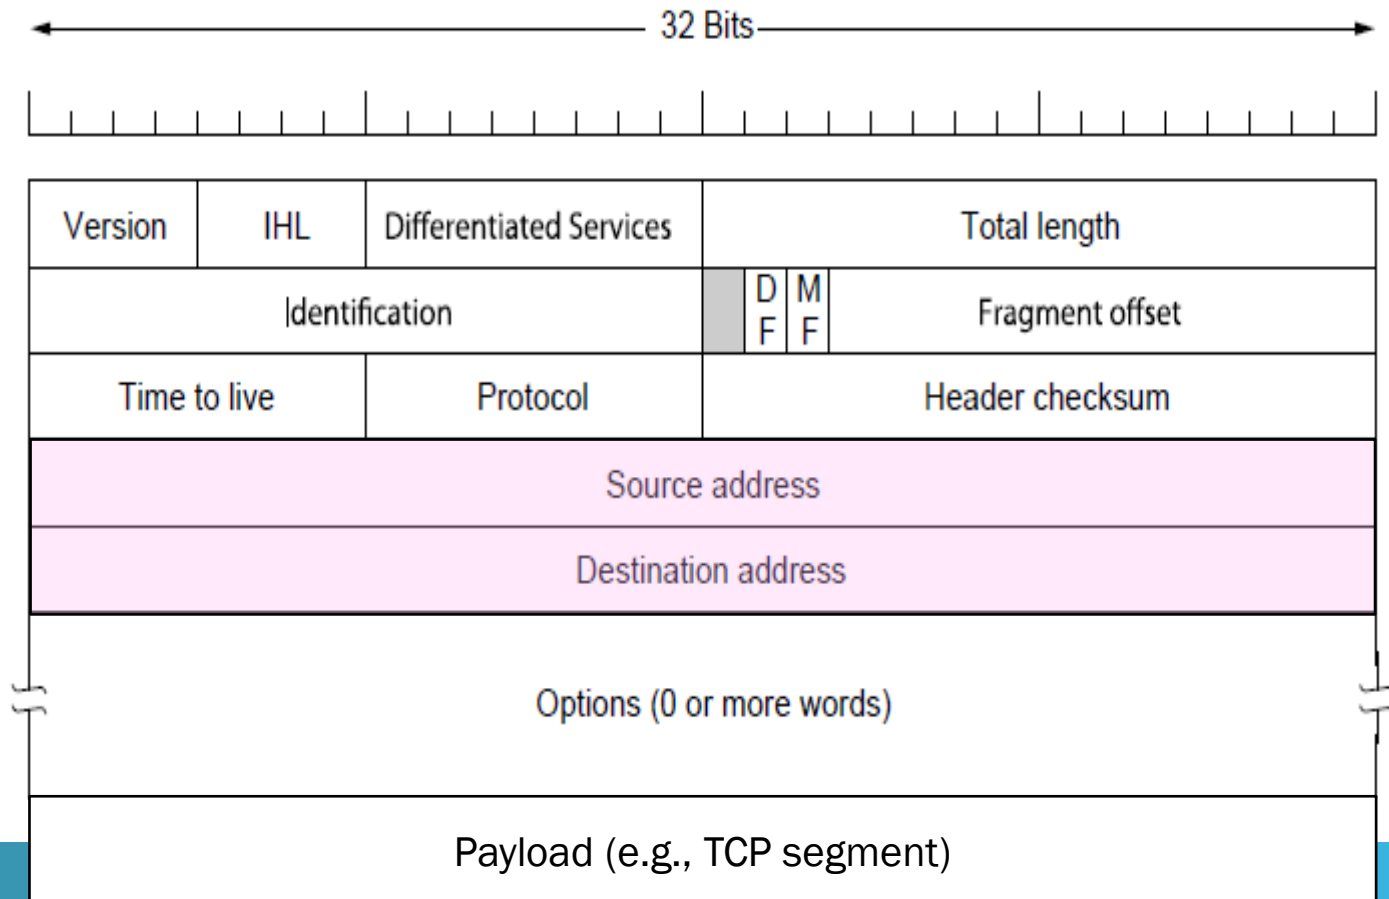 32 Bits
Version IHL Differentiated Services Total length
Identification D F M F Fragment offset
Time to live Protocol Header checksum
Source address
Destination address
Options (0 or more words)
Payload (e.g., TCP segment)